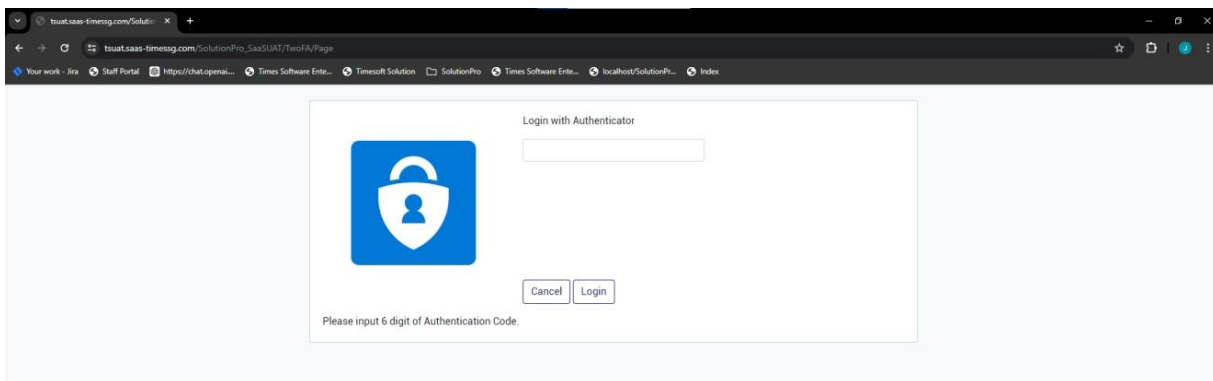 tsuat.saas-timessg.com/Solutio
tsuat.saas-timessg.com/SolutionPro_SaaSUAT/TwoFA/Page
Your work - Jira Staff Portal https://chat.openai.... Times Software Ente... Timesoft Solution SolutionPro Times Software Ente... localhost/SolutionPr... Index
Login with Authenticator
Cancel Login
Please input 6 digit of Authentication Code.